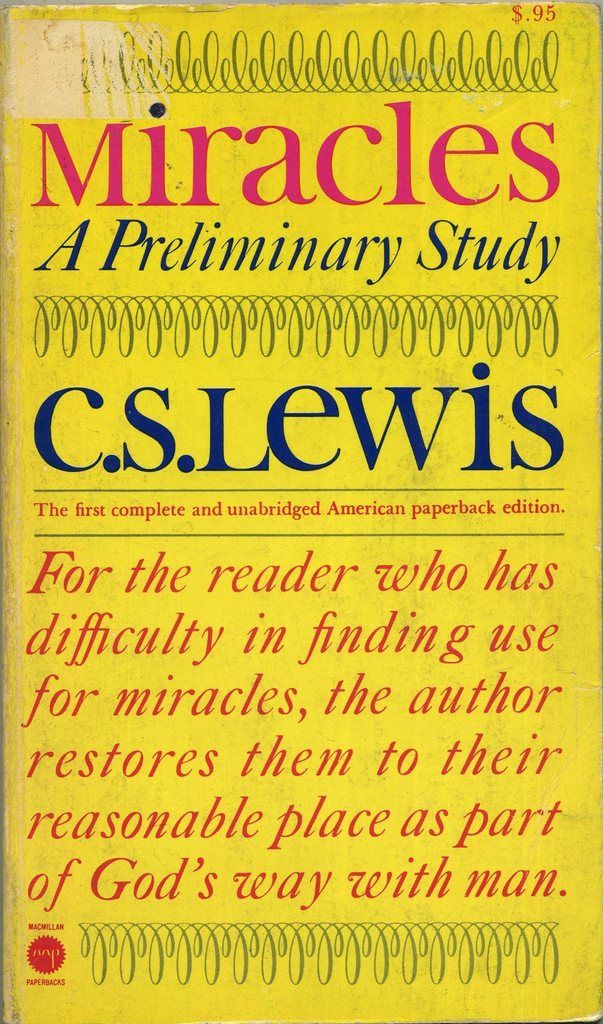 $.95
Miracles
A Preliminary Study
C.S. Lewis
The first complete and unabridged American paperback edition.
For the reader who has
difficulty in finding use
for miracles, the author
restores them to their
reasonable place as part
of God's way with man.
MACMILLAN
mp
PAPERBACKS